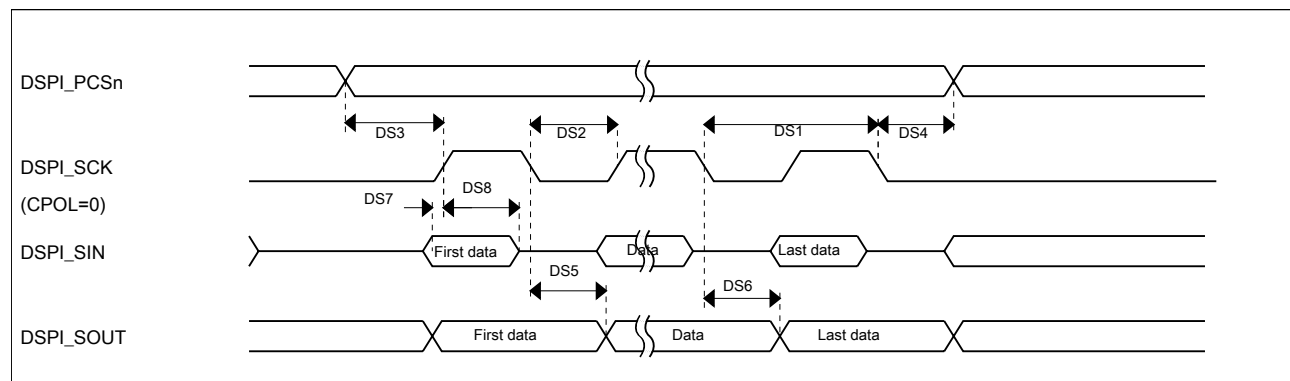 DSPI_PCSn
DS3
DS2
DS1
DS4
DSPI_SCK
(CPOL=0)
DS7
DS8
DSPI_SIN
First data
Data
Last data
DS5
DS6
DSPI_SOUT
First data
Data
Last data